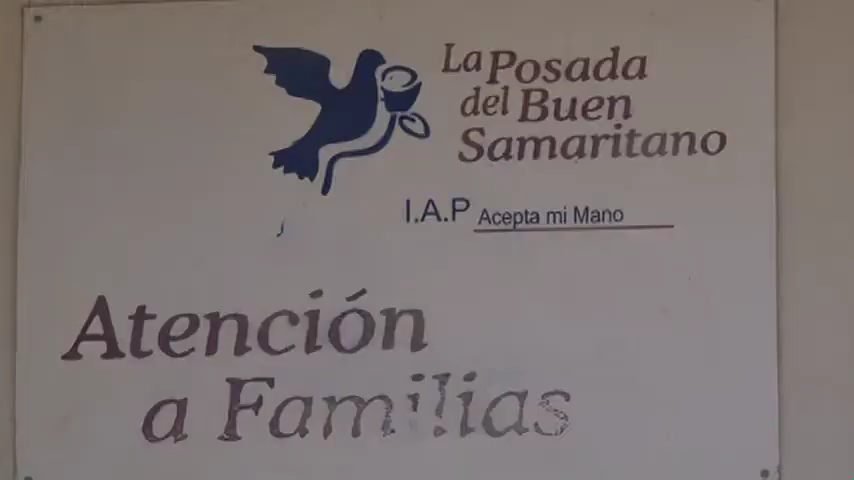 La Posada
del Buen
Samaritano
I.A.P Acepta mi Mano
Atención
a Familias